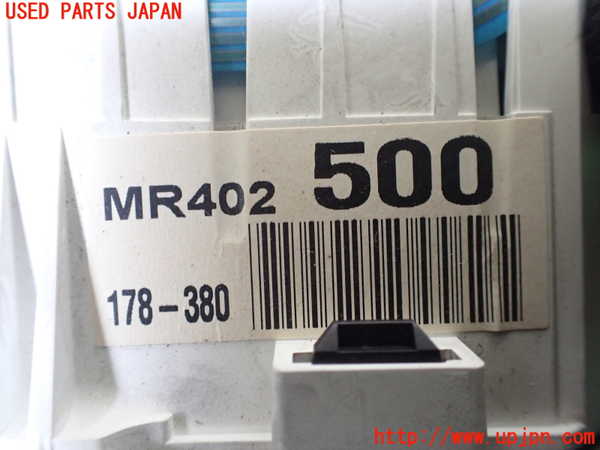 USED PARTS JAPAN
MR402 500
178-380
http://www.upjpn.com